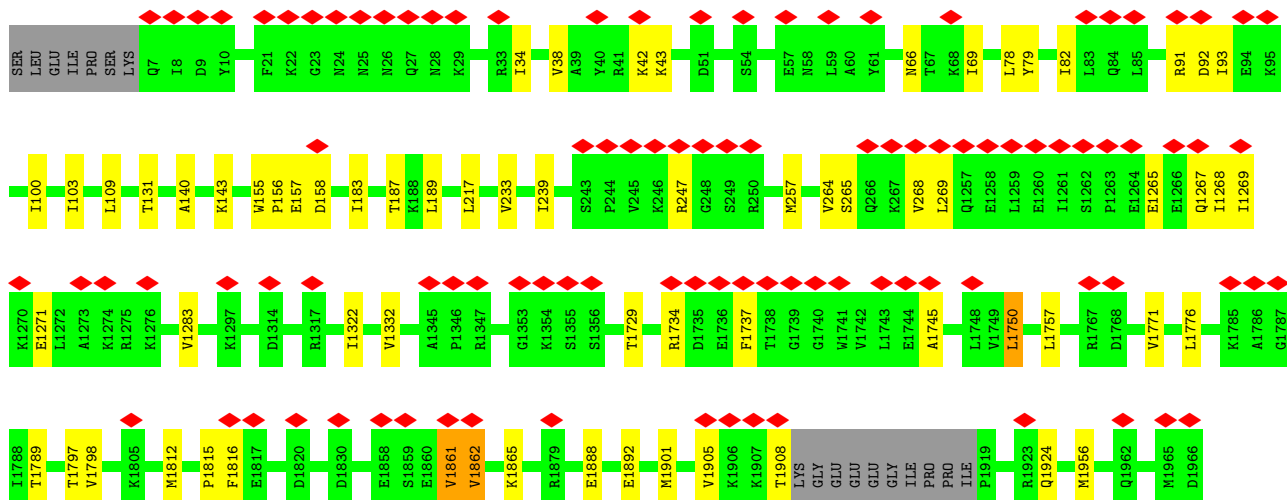 SER LEU GLU ILE PRO SER LYS Q7 I8 D9 Y10 F21 K22 G23 N24 N25 N26 Q27 N28 K29 R33 I34 V38 A39 Y40 R41 K42 K43 D51 S54 E57 N58 L59 A60 Y61 N66 T67 K68 I69 L78 Y79 I82 L83 Q84 L85 R91 D92 I93 E94 K95
I100 I103 L109 T131 A140 K143 W155 P156 E157 D158 I183 T187 K188 L189 L217 V233 I239 S243 P244 V245 K246 R247 G248 S249 R250 M257 V264 S265 Q266 K267 V268 L269 Q1257 E1258 L1259 E1260 I1261 S1262 P1263 E1264 E1265 E1266 Q1267 I1268 I1269
K1270 E1271 L1272 A1273 K1274 R1275 K1276 V1283 K1297 D1314 R1317 I1322 V1332 A1345 P1346 R1347 G1353 K1354 S1355 S1356 T1729 R1734 D1735 E1736 F1737 T1738 G1739 G1740 W1741 V1742 L1743 E1744 A1745 L1748 V1749 L1750 L1757 R1767 D1768 V1771 L1776 K1785 A1786 G1787
I1788 T1789 T1797 V1798 K1805 M1812 P1815 F1816 E1817 D1820 D1830 E1858 S1859 E1860 V1861 V1862 K1865 R1879 E1888 E1892 M1901 V1905 K1906 K1907 T1908 LYS GLY GLU GLU GLU GLY ILE PRO PRO ILE P1919 R1923 Q1924 M1956 Q1962 M1965 D1966